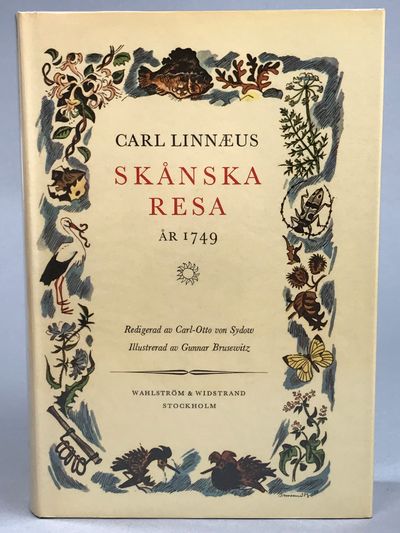 CARL LINNÆUS
SKÅNSKA
RESA
ÅR 1749
Redigerad av Carl-Otto von Sydow
Illustrerad av Gunnar Brusewitz
WAHLSTRÖM & WIDSTRAND
STOCKHOLM